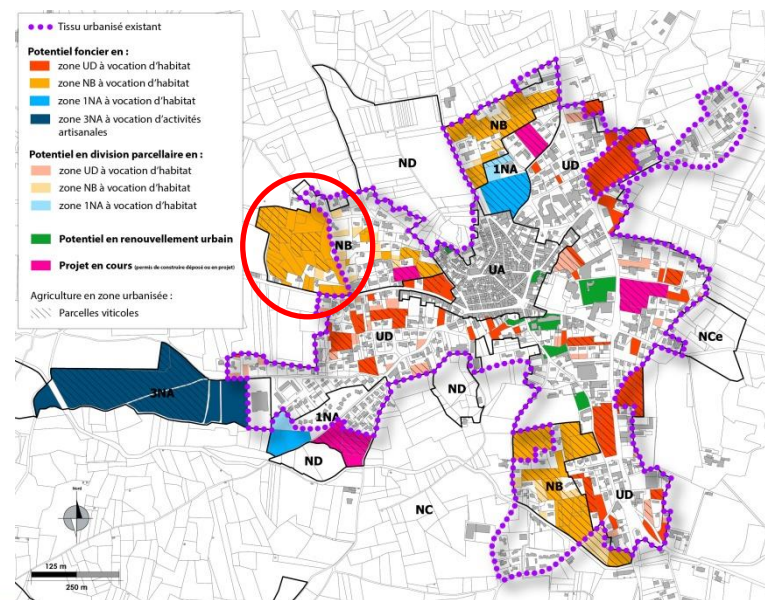 Tissu urbanisé existant
Potentiel foncier en :
zone UD à vocation d'habitat
zone NB à vocation d'habitat
zone 1NA à vocation d'habitat
zone 3NA à vocation d'activités
artisanales
Potentiel en division parcellaire en :
zone UD à vocation d'habitat
zone NB à vocation d'habitat
zone 1NA à vocation d'habitat
Potentiel en renouvellement urbain
Projet en cours (permis de construire déposé ou en projet)
Agriculture en zone urbanisée :
Parcelles viticoles
NB
ND
1NA
UD
NB
UA
UD
NCe
3NA
ND
1NA
ND
NB
UD
NC
Nord
125 m
250 m